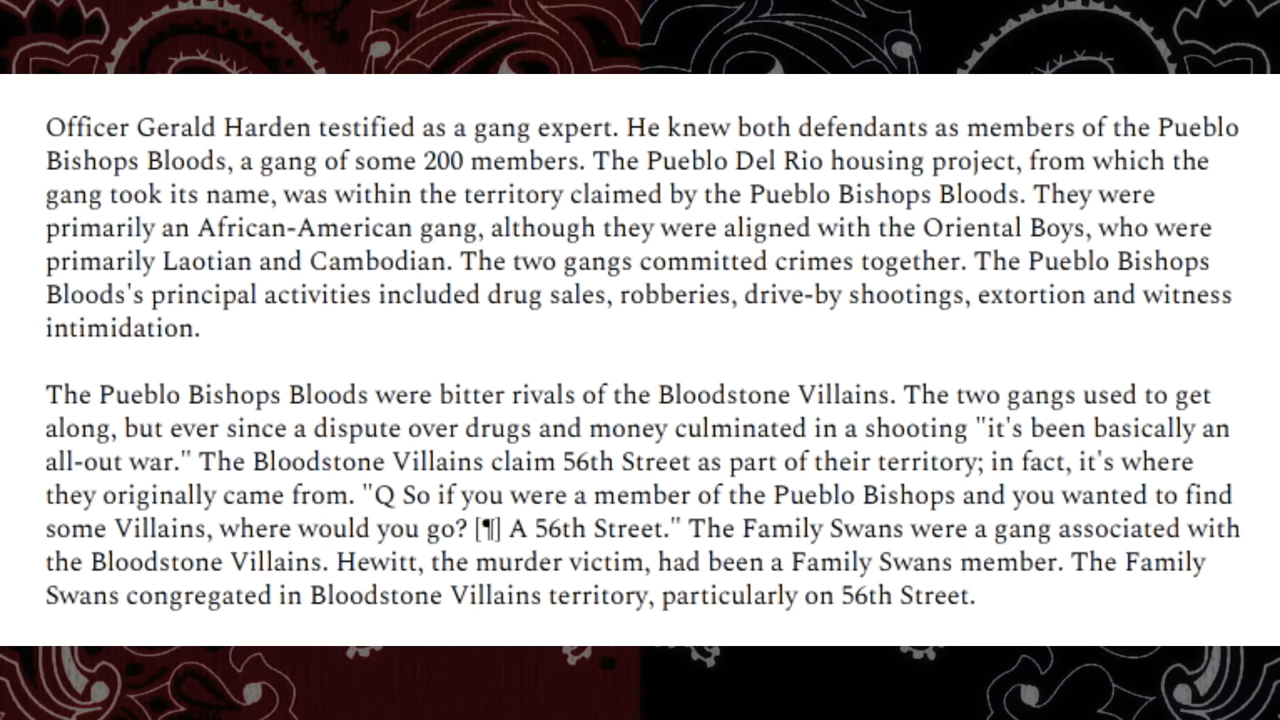 Officer Gerald Harden testified as a gang expert. He knew both defendants as members of the Pueblo
Bishops Bloods, a gang of some 200 members. The Pueblo Del Rio housing project, from which the
gang took its name, was within the territory claimed by the Pueblo Bishops Bloods. They were
primarily an African-American gang, although they were aligned with the Oriental Boys, who were
primarily Laotian and Cambodian. The two gangs committed crimes together. The Pueblo Bishops
Bloods's principal activities included drug sales, robberies, drive-by shootings, extortion and witness
intimidation.
The Pueblo Bishops Bloods were bitter rivals of the Bloodstone Villains. The two gangs used to get
along, but ever since a dispute over drugs and money culminated in a shooting "it's been basically an
all-out war." The Bloodstone Villains claim 56th Street as part of their territory; in fact, it's where
they originally came from. "Q So if you were a member of the Pueblo Bishops and you wanted to find
some Villains, where would you go? [¶] A 56th Street." The Family Swans were a gang associated with
the Bloodstone Villains. Hewitt, the murder victim, had been a Family Swans member. The Family
Swans congregated in Bloodstone Villains territory, particularly on 56th Street.